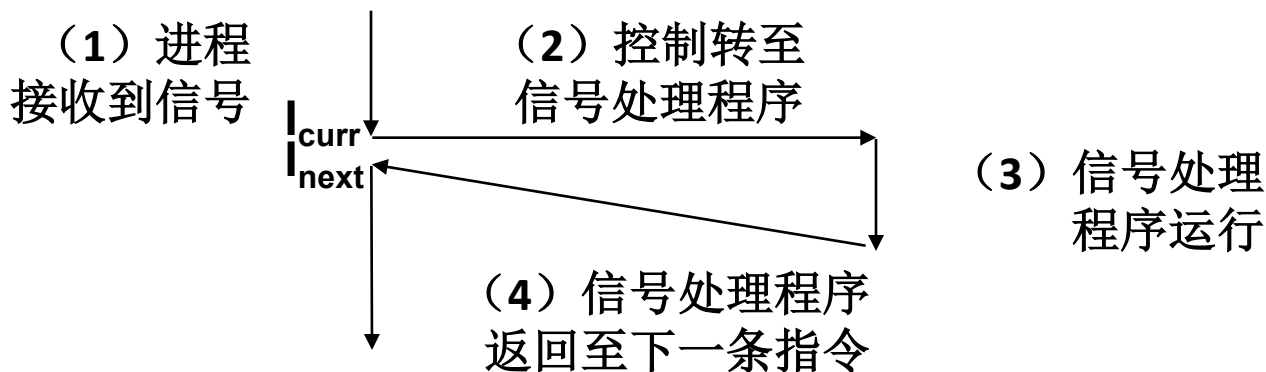 （1）进程
接收到信号
（2）控制转至
信号处理程序
Icurr
Inext
（3）信号处理
程序运行
（4）信号处理程序
返回至下一条指令